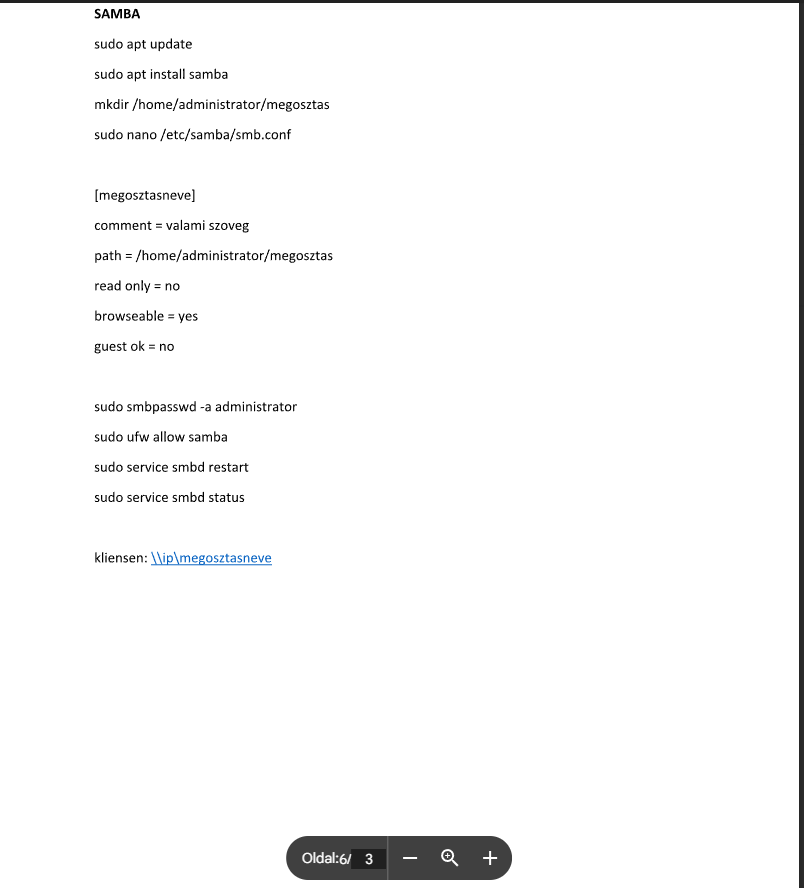 SAMBA
sudo apt update
sudo apt install samba
mkdir /home/administrator/megosztas
sudo nano /etc/samba/smb.conf
[megosztasneve]
comment = valami szoveg
path = /home/administrator/megosztas
read only = no
browseable = yes
guest ok = no
sudo smbpasswd -a administrator
sudo ufw allow samba
sudo service smbd restart
sudo service smbd status
kliensen: \\ip\megosztasneve
Oldal:6/ 3